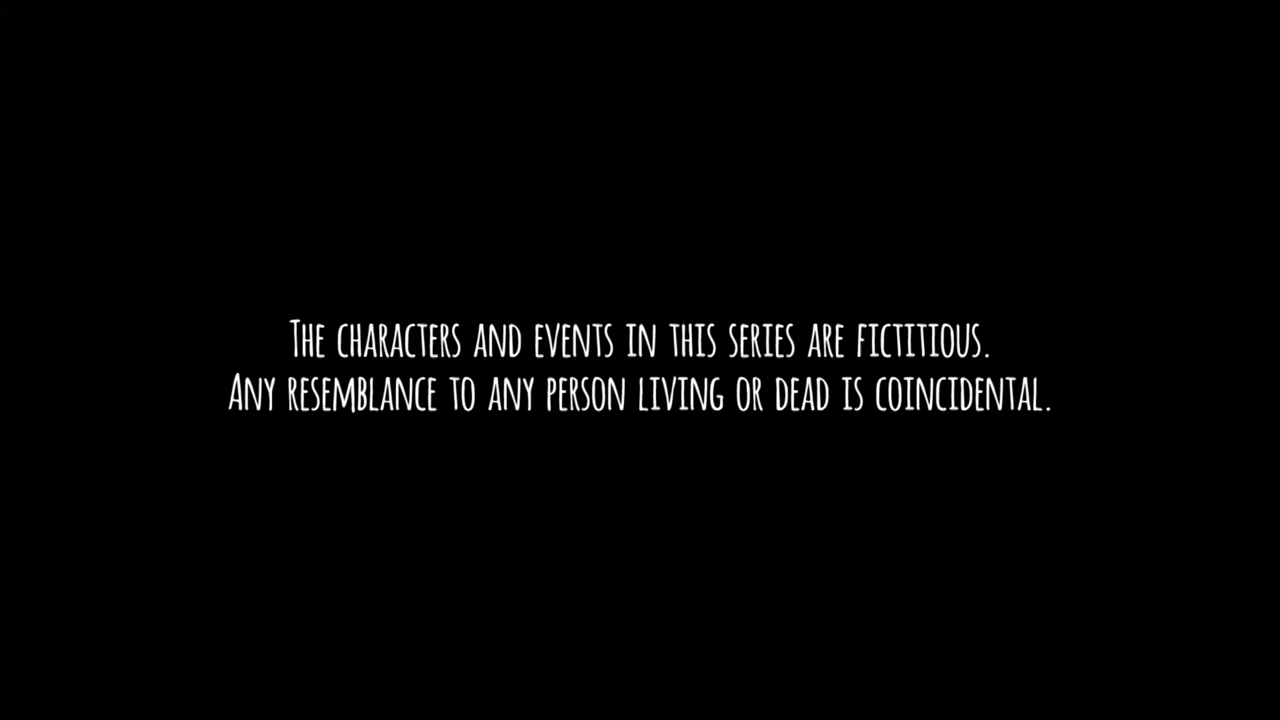 The characters and events in this series are fictitious.
Any resemblance to any person living or dead is coincidental.